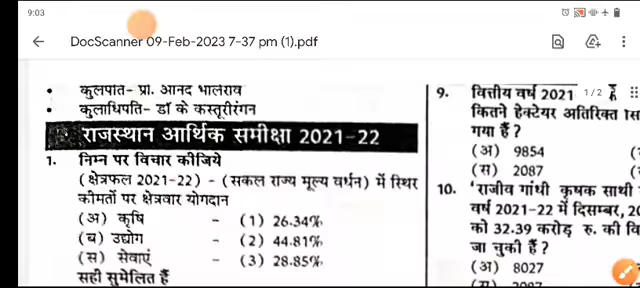 9:03
DocScanner 09-Feb-2023 7-37 pm (1).pdf
• कुलपति- प्रो. आनंद भालेराव
• कुलाधिपति- डॉ के कस्तूरीरंगन
राजस्थान आर्थिक समीक्षा 2021-22
1. निम्न पर विचार कीजिये
(क्षेत्रफल 2021-22) - (सकल राज्य मूल्य वर्धन) में स्थिर
कीमतों पर क्षेत्रवार योगदान
(अ) कृषि - (1) 26.34%
(ब) उद्योग - (2) 44.81%
(स) सेवाएं - (3) 28.85%
सही सुमेलित हैं
9. वित्तीय वर्ष 2021
1/2
कितने हेक्टेयर अतिरिक्त
गया हैं ?
(अ) 9854
(स) 2087
10. 'राजीव गांधी कृषक साथी
वर्ष 2021-22 में दिसम्बर, 20
को 32.39 करोड़ रु. की वि
जा चुकी हैं ?
(अ) 8027